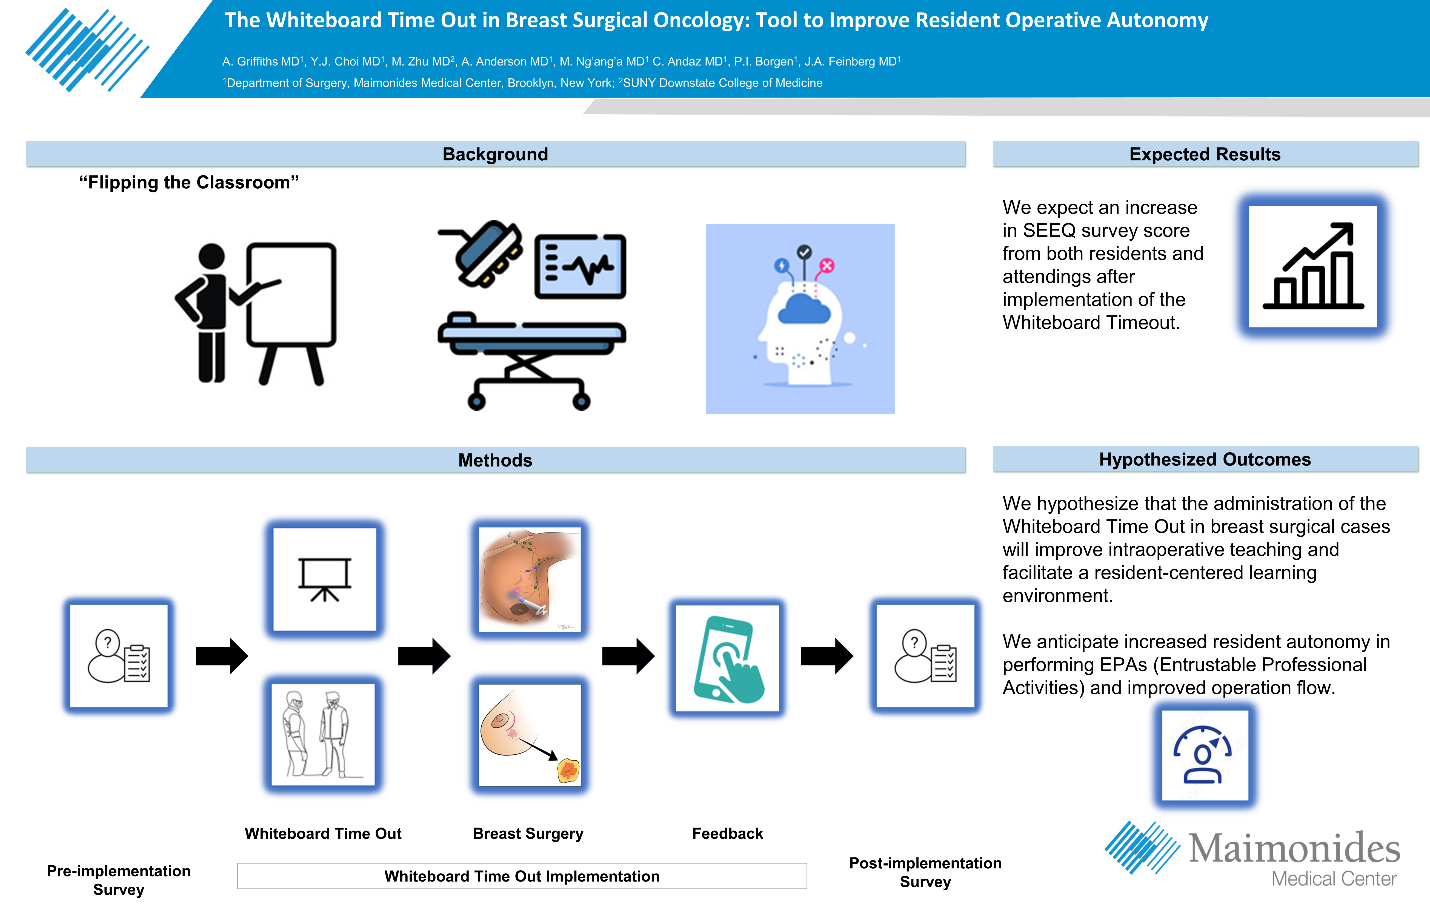 The Whiteboard Time Out in Breast Surgical Oncology: Tool to Improve Resident Operative Autonomy
A. Griffiths MD¹, Y.J. Choi MD¹, M. Zhu MD², A. Anderson MD¹, M. Ng'ang'a MD¹ C. Andaz MD¹, P.I. Borgen¹, J.A. Feinberg MD¹
¹Department of Surgery, Maimonides Medical Center, Brooklyn, New York; ²SUNY Downstate College of Medicine
Background
“Flipping the Classroom”
Methods
?
Whiteboard Time Out
Breast Surgery
Feedback
?
Pre-implementation
Survey
Whiteboard Time Out Implementation
Post-implementation
Survey
Expected Results
We expect an increase
in SEEQ survey score
from both residents and
attendings after
implementation of the
Whiteboard Timeout.
Hypothesized Outcomes
We hypothesize that the administration of the
Whiteboard Time Out in breast surgical cases
will improve intraoperative teaching and
facilitate a resident-centered learning
environment.
We anticipate increased resident autonomy in
performing EPAs (Entrustable Professional
Activities) and improved operation flow.
Maimonides
Medical Center